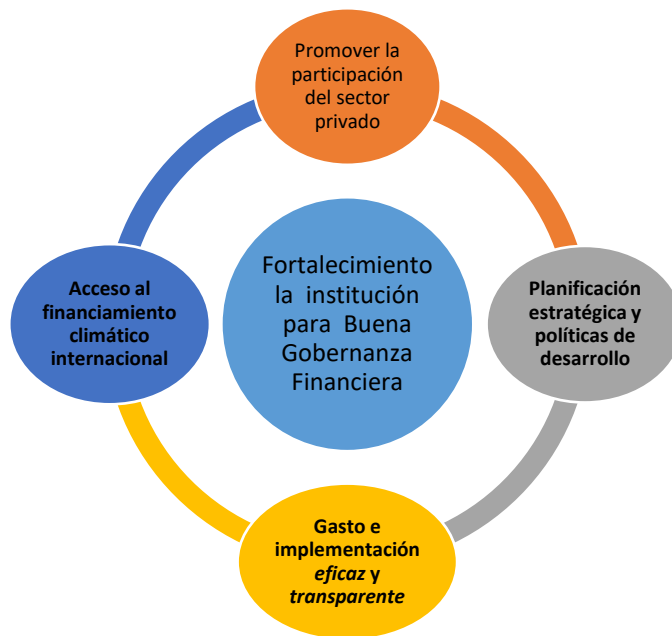 Promover la
participación
del sector
privado
Acceso al
financiamiento
climático
internacional
Fortalecimiento
la institución
para Buena
Gobernanza
Financiera
Planificación
estratégica y
políticas de
desarrollo
Gasto e
implementación
eficaz y
transparente